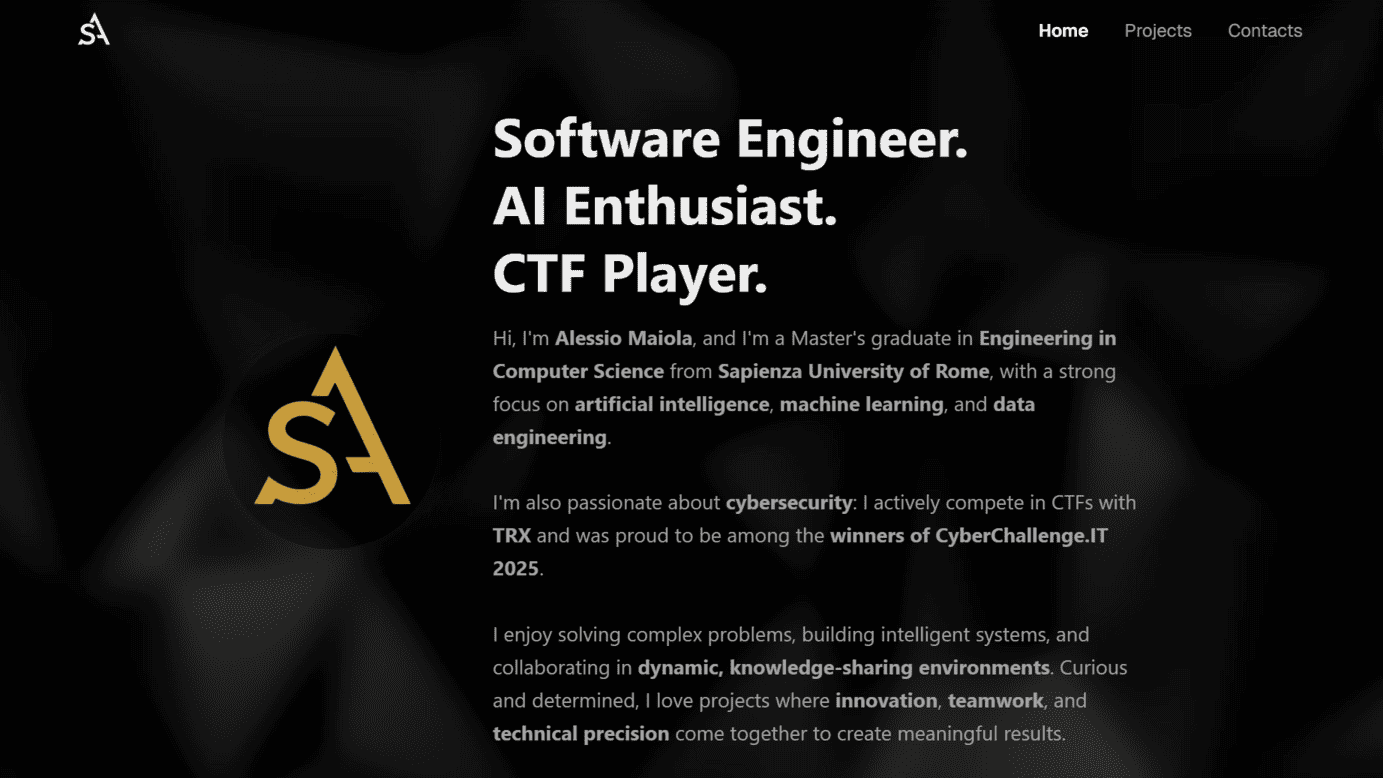 SA
Home Projects Contacts
Software Engineer.
AI Enthusiast.
CTF Player.
Hi, I'm Alessio Maiola, and I'm a Master's graduate in Engineering in
Computer Science from Sapienza University of Rome, with a strong
focus on artificial intelligence, machine learning, and data
engineering.
SA
I'm also passionate about cybersecurity: I actively compete in CTFs with
TRX and was proud to be among the winners of CyberChallenge.IT
2025.
I enjoy solving complex problems, building intelligent systems, and
collaborating in dynamic, knowledge-sharing environments. Curious
and determined, I love projects where innovation, teamwork, and
technical precision come together to create meaningful results.